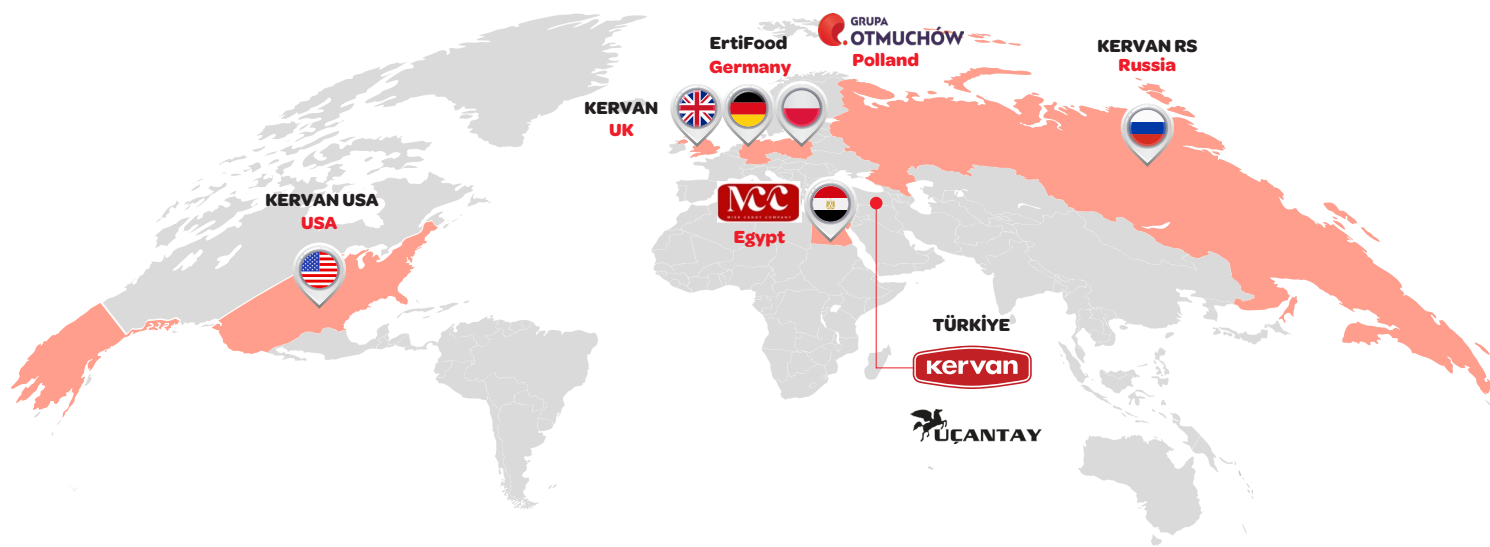 GRUPA
OTMUCHÓW
Polland
ErtiFood
Germany
KERVAN RS
Russia
KERVAN
UK
KERVAN USA
USA
MCC
MISR CANDY COMPANY
Egypt
TÜRKİYE
kervan
UÇANTAY